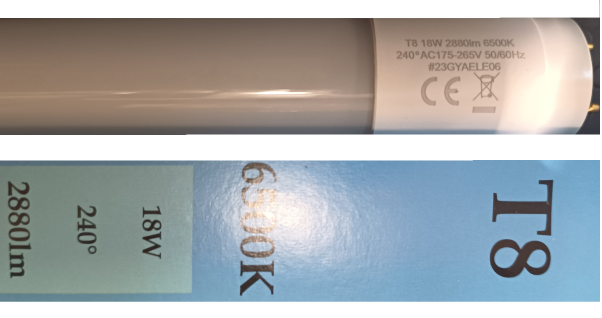 T8 18W 2880lm 6500K
240°AC175-265V 50/60Hz
#23GYAELE06
CE
T8
6500K
18W
240°
2880lm